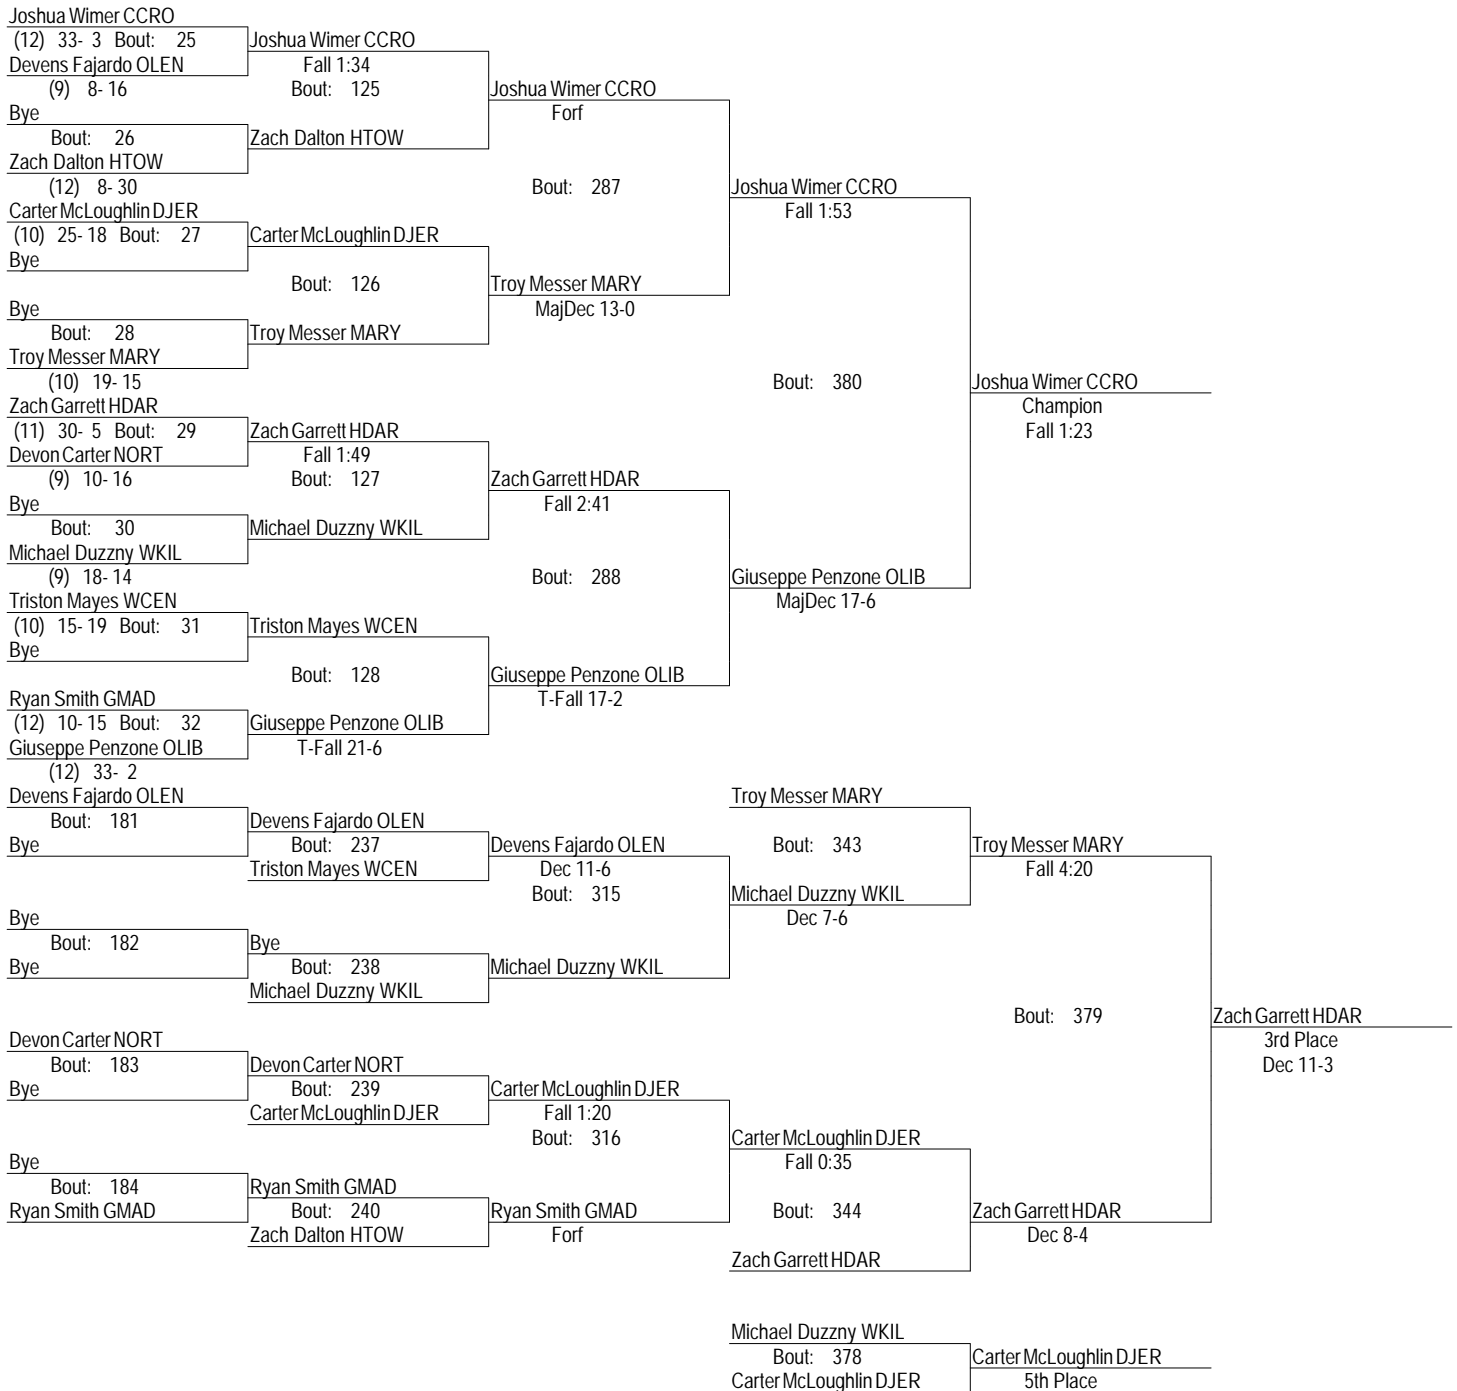 Joshua Wimer CCRO
(12) 33- 3 Bout: 25 Joshua Wimer CCRO
Devens Fajardo OLEN Fall 1:34
(9) 8- 16 Bout: 125 Joshua Wimer CCRO
Bye Forf
Bout: 26 Zach Dalton HTOW
Zach Dalton HTOW
(12) 8- 30 Bout: 287 Joshua Wimer CCRO
Carter McLoughlin DJER Fall 1:53
(10) 25- 18 Bout: 27 Carter McLoughlin DJER
Bye
Bout: 126 Troy Messer MARY
Bye MajDec 13-0
Bout: 28 Troy Messer MARY
Troy Messer MARY
(10) 19- 15 Bout: 380 Joshua Wimer CCRO
Zach Garrett HDAR Champion
(11) 30- 5 Bout: 29 Zach Garrett HDAR Fall 1:23
Devon Carter NORT Fall 1:49
(9) 10- 16 Bout: 127 Zach Garrett HDAR
Bye Fall 2:41
Bout: 30 Michael Duzzny WKIL
Michael Duzzny WKIL
(9) 18- 14 Bout: 288 Giuseppe Penzone OLIB
Triston Mayes WCEN MajDec 17-6
(10) 15- 19 Bout: 31 Triston Mayes WCEN
Bye
Bout: 128 Giuseppe Penzone OLIB
Ryan Smith GMAD T-Fall 17-2
(12) 10- 15 Bout: 32 Giuseppe Penzone OLIB
Giuseppe Penzone OLIB T-Fall 21-6
(12) 33- 2
Devens Fajardo OLEN Troy Messer MARY
Bout: 181 Devens Fajardo OLEN
Bye Bout: 237 Devens Fajardo OLEN Bout: 343 Troy Messer MARY
Triston Mayes WCEN Dec 11-6 Fall 4:20
Bout: 315 Michael Duzzny WKIL
Bye Dec 7-6
Bout: 182 Bye
Bye Bout: 238 Michael Duzzny WKIL
Michael Duzzny WKIL
Bout: 379 Zach Garrett HDAR
Devon Carter NORT 3rd Place
Bout: 183 Devon Carter NORT Dec 11-3
Bye Bout: 239 Carter McLoughlin DJER
Carter McLoughlin DJER Fall 1:20
Bout: 316 Carter McLoughlin DJER
Bye Fall 0:35
Bout: 184 Ryan Smith GMAD
Ryan Smith GMAD Bout: 240 Ryan Smith GMAD Bout: 344 Zach Garrett HDAR
Zach Dalton HTOW Forf Dec 8-4
Zach Garrett HDAR
Michael Duzzny WKIL
Bout: 378 Carter McLoughlin DJER
Carter McLoughlin DJER 5th Place